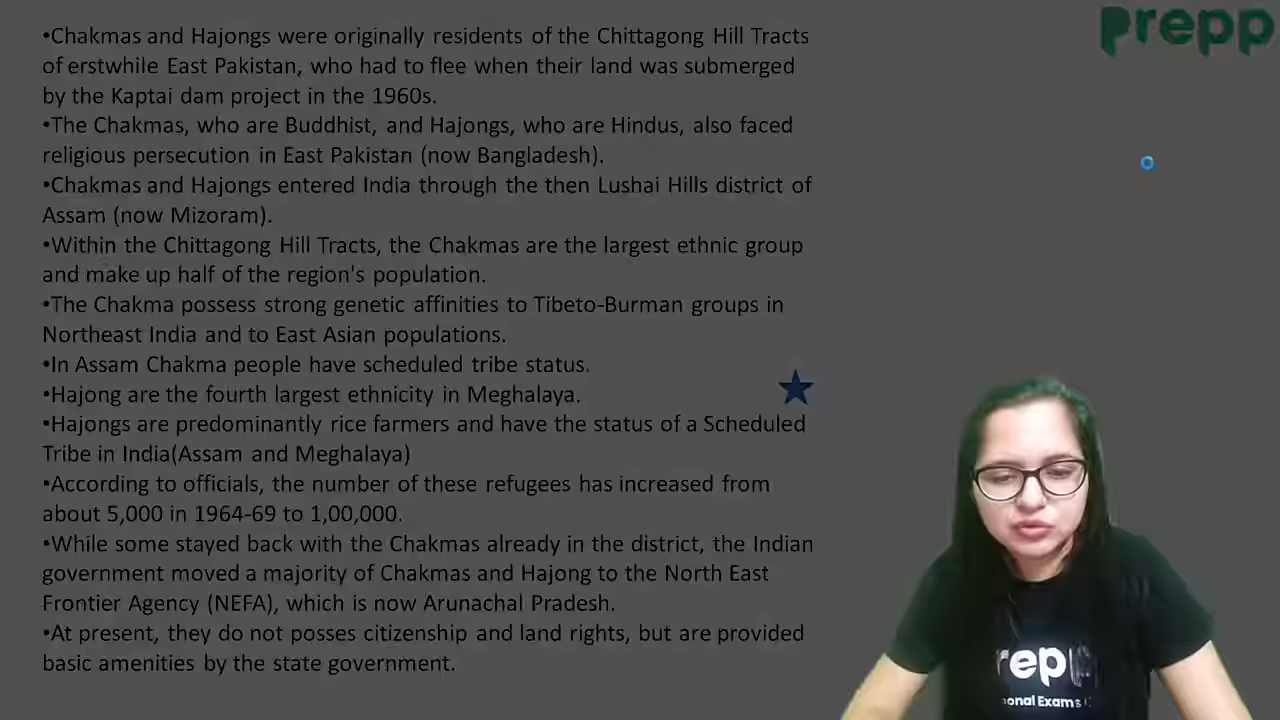 prepp
•Chakmas and Hajongs were originally residents of the Chittagong Hill Tracts
of erstwhile East Pakistan, who had to flee when their land was submerged
by the Kaptai dam project in the 1960s.
•The Chakmas, who are Buddhist, and Hajongs, who are Hindus, also faced
religious persecution in East Pakistan (now Bangladesh).
•Chakmas and Hajongs entered India through the then Lushai Hills district of
Assam (now Mizoram).
•Within the Chittagong Hill Tracts, the Chakmas are the largest ethnic group
and make up half of the region's population.
•The Chakma possess strong genetic affinities to Tibeto-Burman groups in
Northeast India and to East Asian populations.
•In Assam Chakma people have scheduled tribe status.
•Hajong are the fourth largest ethnicity in Meghalaya.
•Hajongs are predominantly rice farmers and have the status of a Scheduled
Tribe in India(Assam and Meghalaya)
•According to officials, the number of these refugees has increased from
about 5,000 in 1964-69 to 1,00,000.
•While some stayed back with the Chakmas already in the district, the Indian
government moved a majority of Chakmas and Hajong to the North East
Frontier Agency (NEFA), which is now Arunachal Pradesh.
•At present, they do not posses citizenship and land rights, but are provided
basic amenities by the state government.
rep
onal Exams